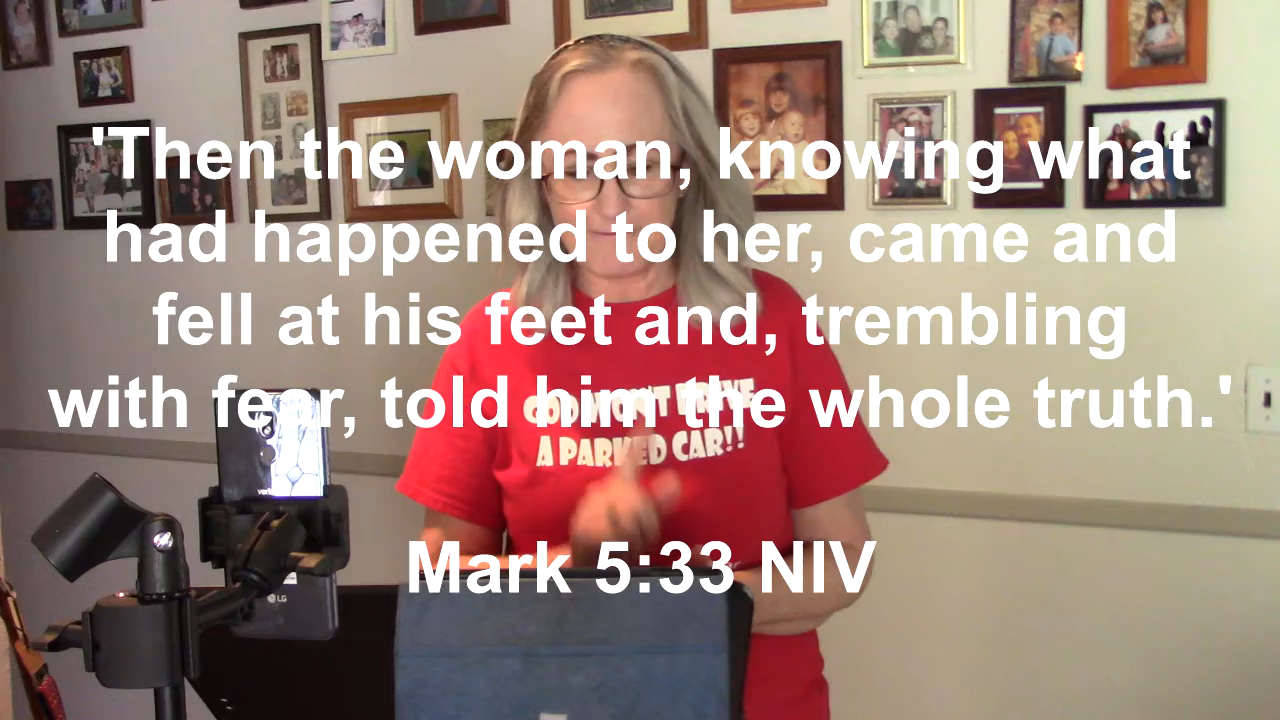 'Then the woman, knowing what
had happened to her, came and
fell at his feet and, trembling
with fear, told him the whole truth.'
Mark 5:33 NIV
A PARKED CAR!!
LG